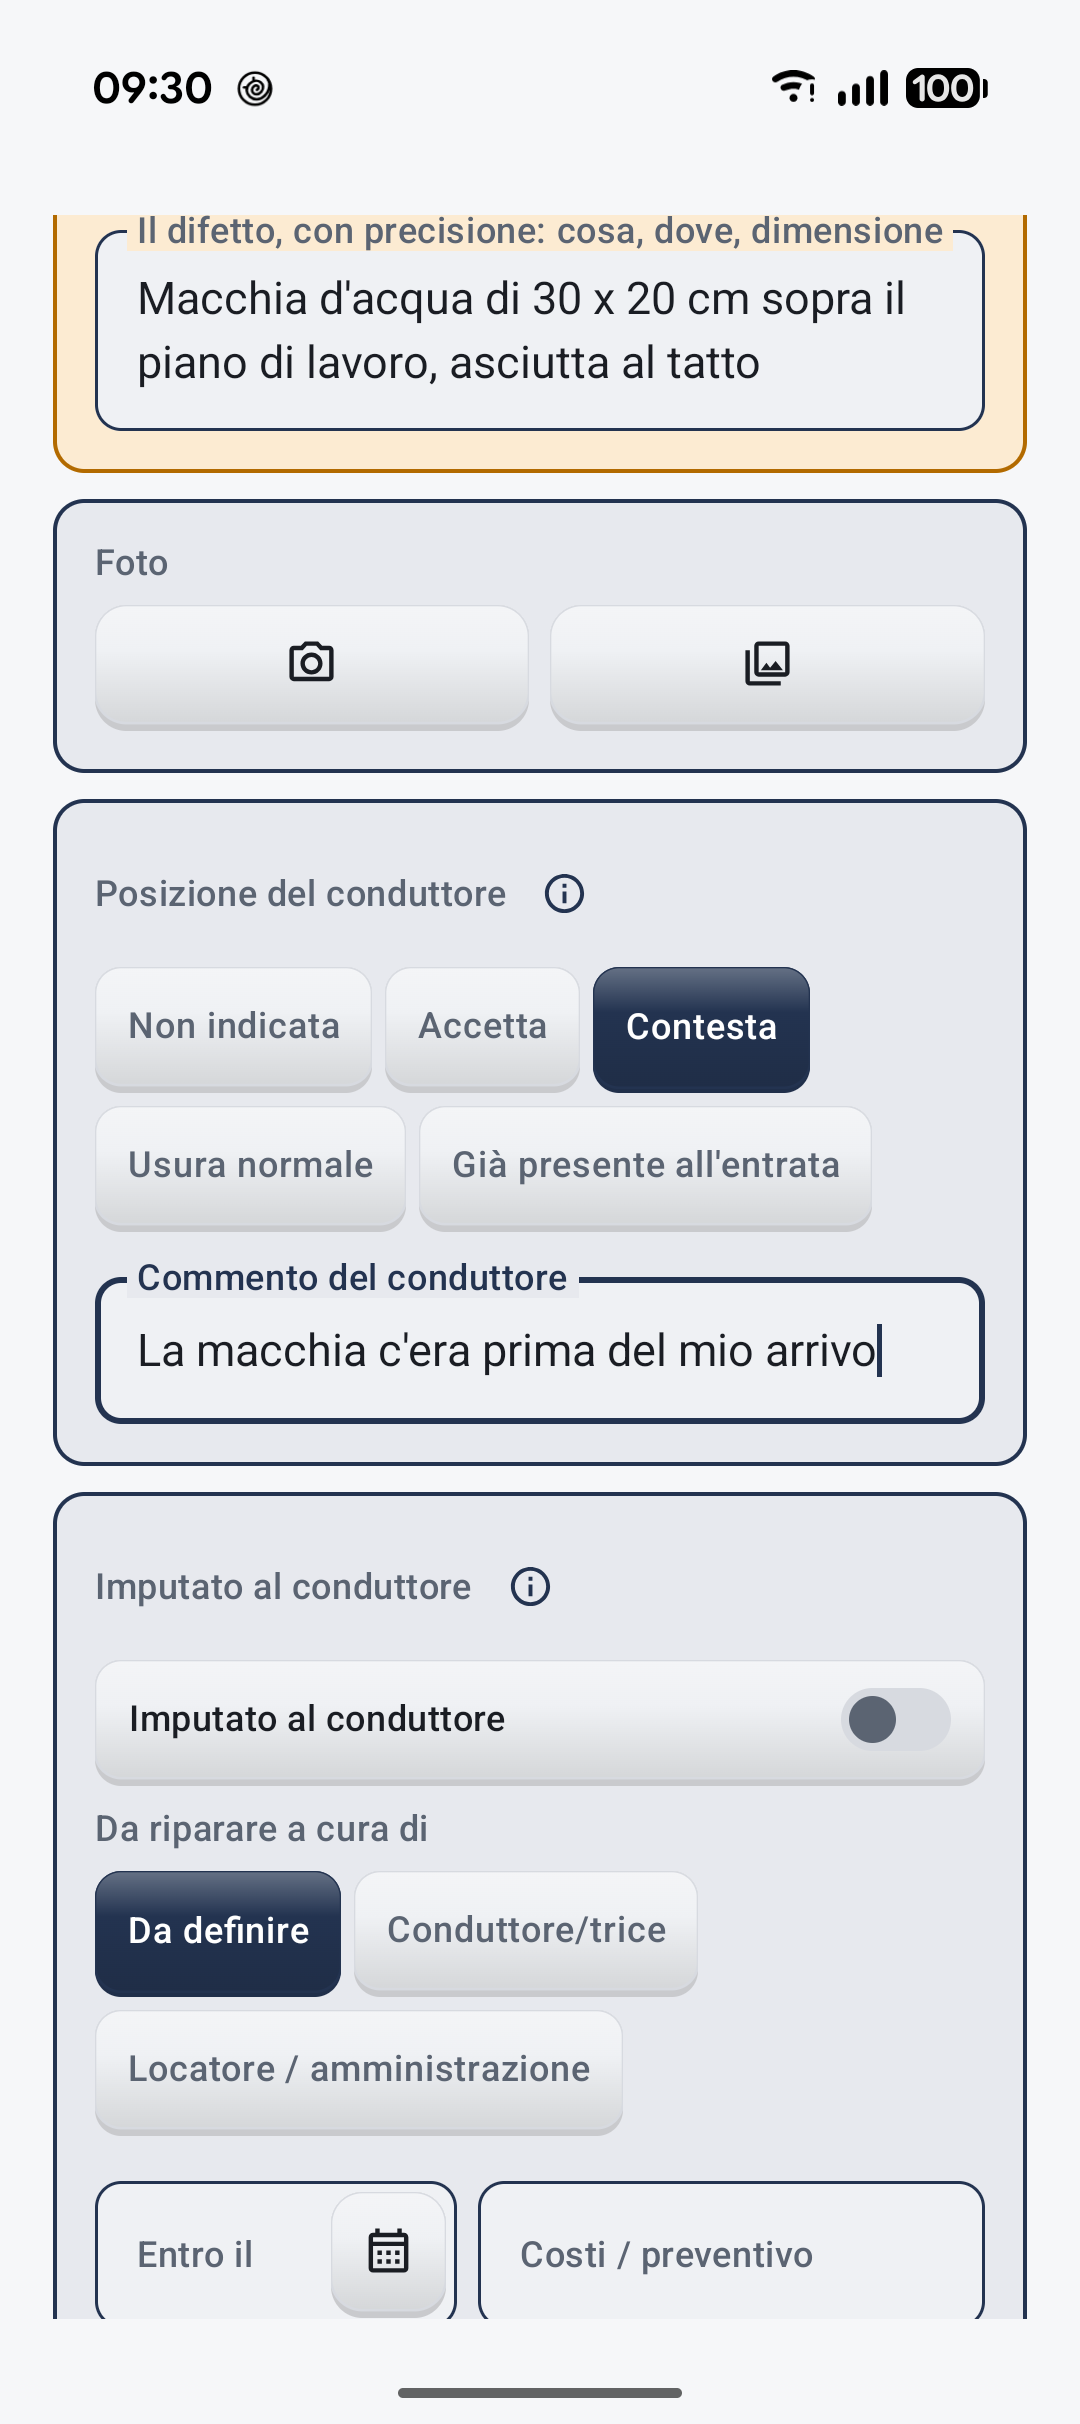 09:30
100
Il difetto, con precisione: cosa, dove, dimensione
Macchia d'acqua di 30 x 20 cm sopra il
piano di lavoro, asciutta al tatto
Foto
Posizione del conduttore
Non indicata
Accetta
Contesta
Usura normale
Già presente all'entrata
Commento del conduttore
La macchia c'era prima del mio arrivo
Imputato al conduttore
Imputato al conduttore
Da riparare a cura di
Da definire
Conduttore/trice
Locatore / amministrazione
Entro il
Costi / preventivo